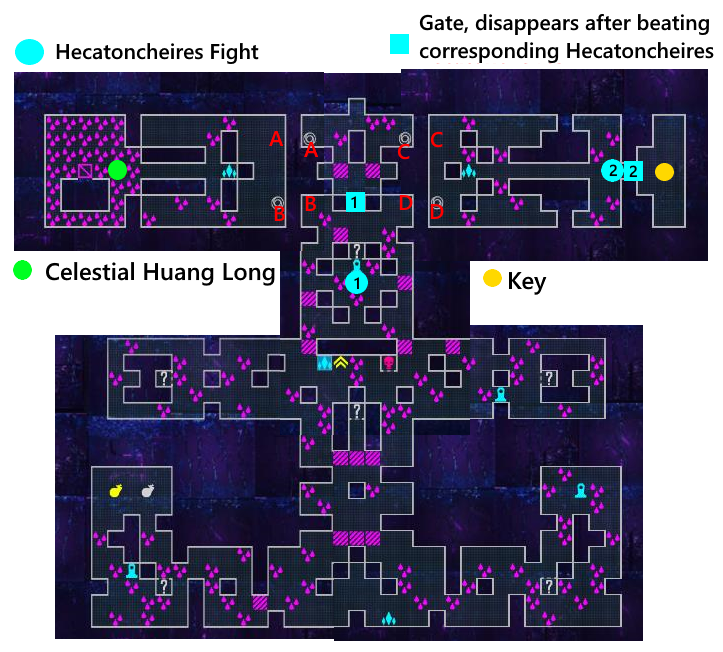 Gate, disappears after beating
Hecatoncheires Fight
corresponding Hecatoncheires
A C
A C
2 2
B 1 D
B D
?
Celestial Huang Long
1
Key
? ?
?
? ?